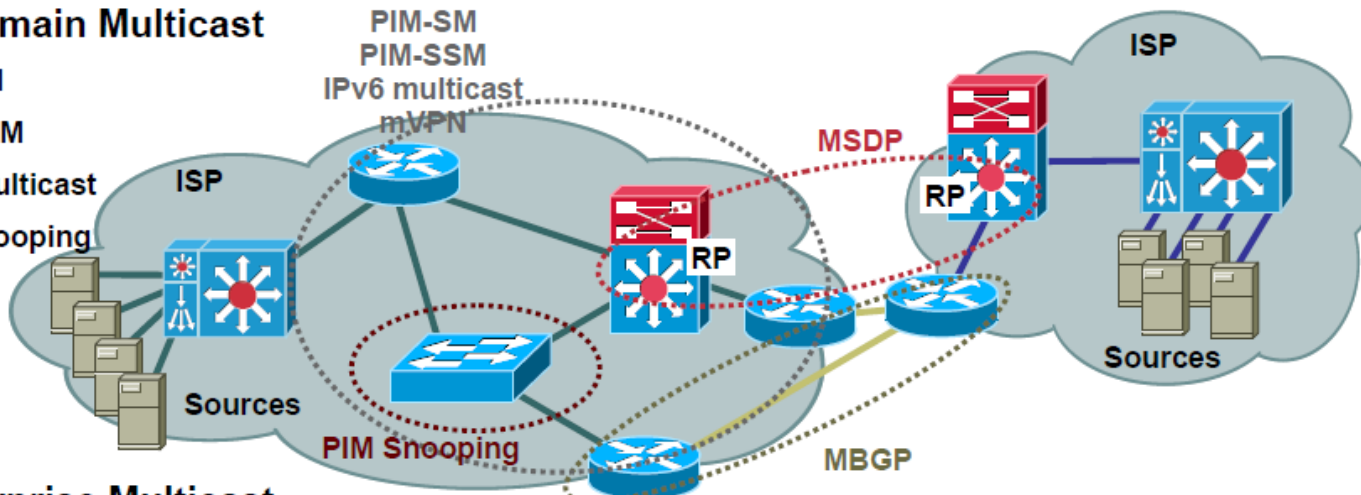 main Multicast
PIM-SM
PIM-SSM
IPv6 multicast
mVPN
M
ulticast
ooping
ISP
Sources
RP
PIM Snooping
MSDP
MBGP
RP
ISP
Sources